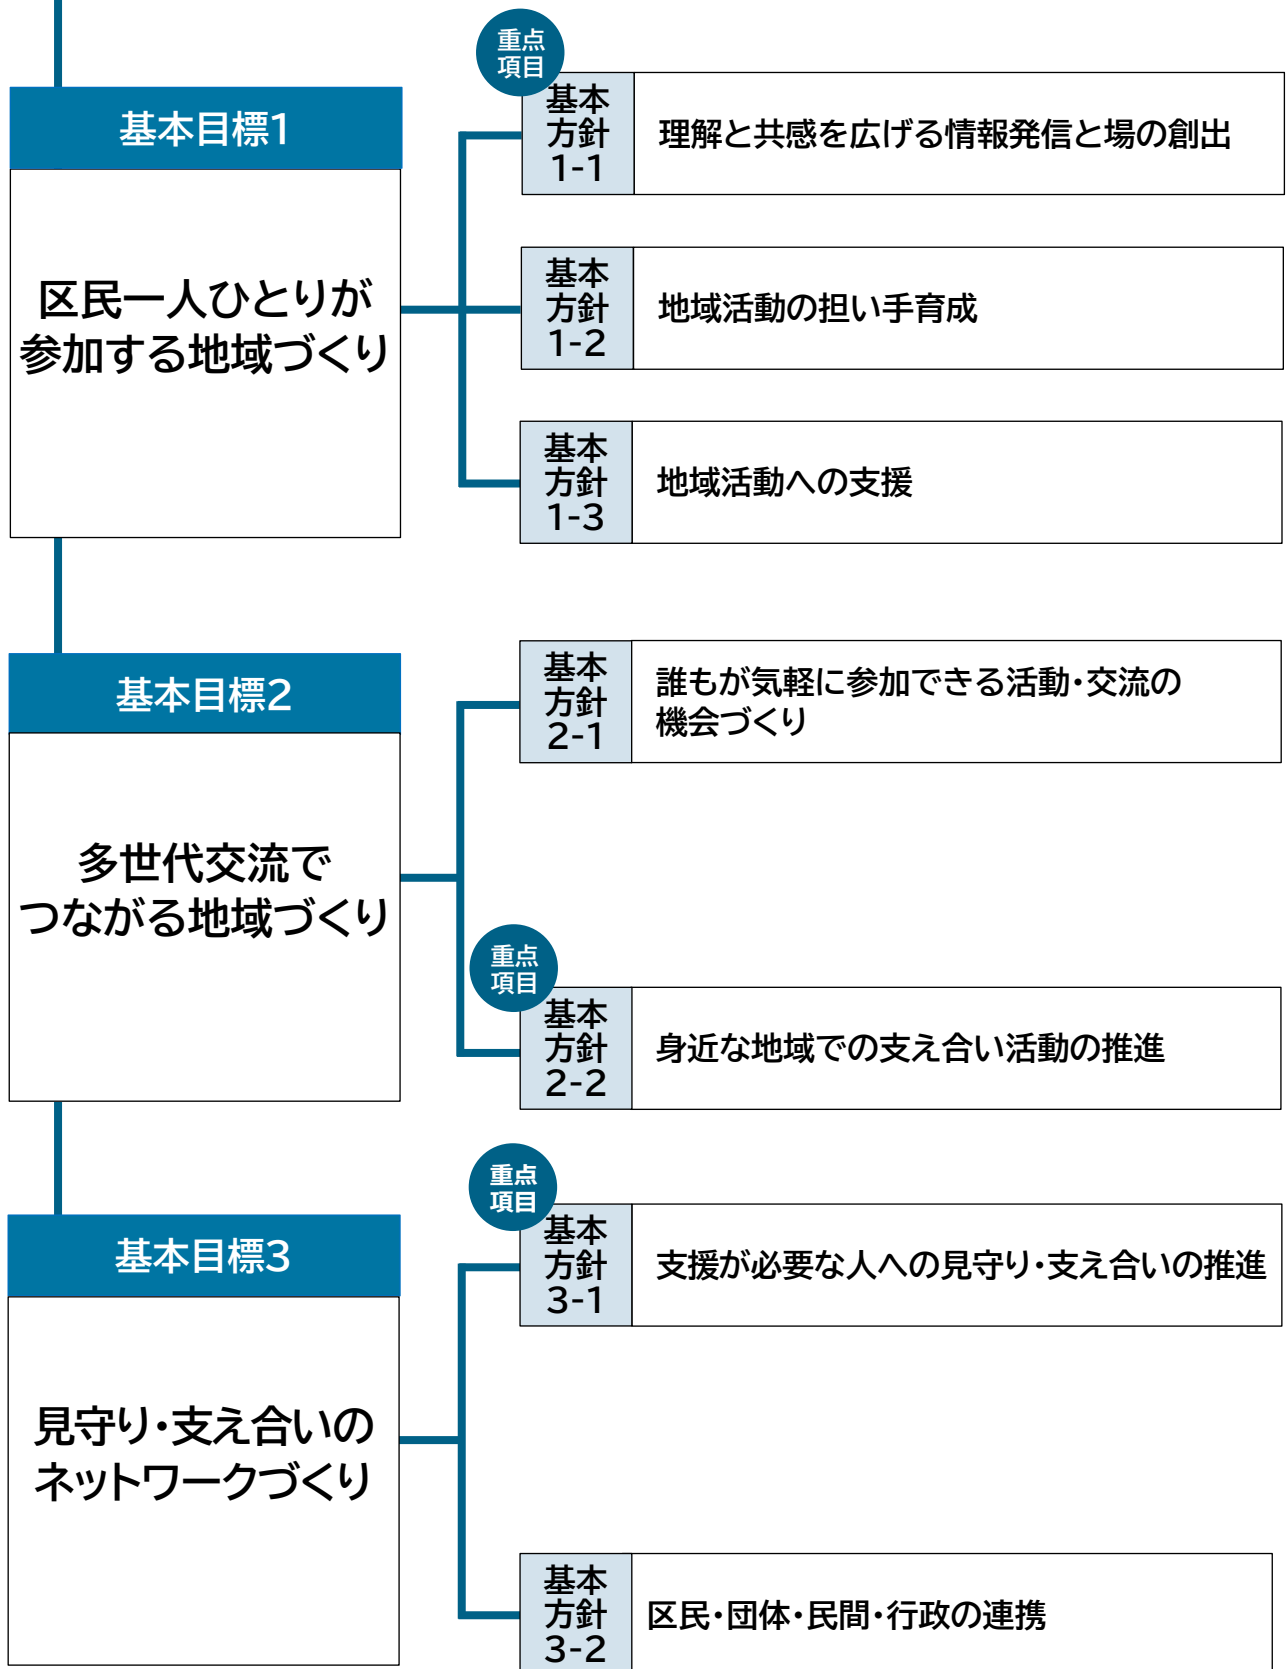 基本目標1
区民一人ひとりが
参加する地域づくり
重点
項目
基本
方針
1-1
理解と共感を広げる情報発信と場の創出
基本
方針
1-2
地域活動の担い手育成
基本
方針
1-3
地域活動への支援
基本目標2
多世代交流で
つながる地域づくり
基本
方針
2-1
誰もが気軽に参加できる活動・交流の
機会づくり
重点
項目
基本
方針
2-2
身近な地域での支え合い活動の推進
基本目標3
見守り・支え合いの
ネットワークづくり
重点
項目
基本
方針
3-1
支援が必要な人への見守り・支え合いの推進
基本
方針
3-2
区民・団体・民間・行政の連携